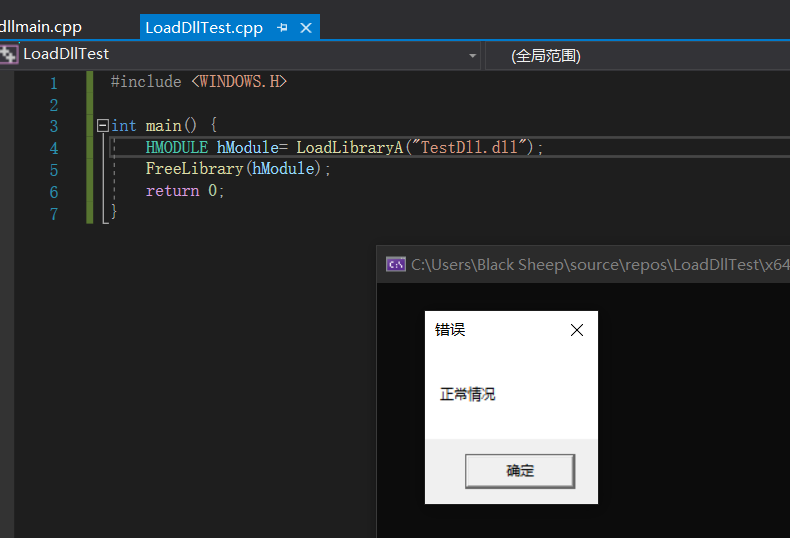 dllmain.cpp
LoadDllTest.cpp
LoadDllTest
(全局范围)
1 #include <WINDOWS.H>
2
3 int main() {
4 HMODULE hModule= LoadLibraryA("TestDll.dll");
5 FreeLibrary(hModule);
6 return 0;
7 }
C:\Users\Black Sheep\source\repos\LoadDllTest\x64
错误
正常情况
确定